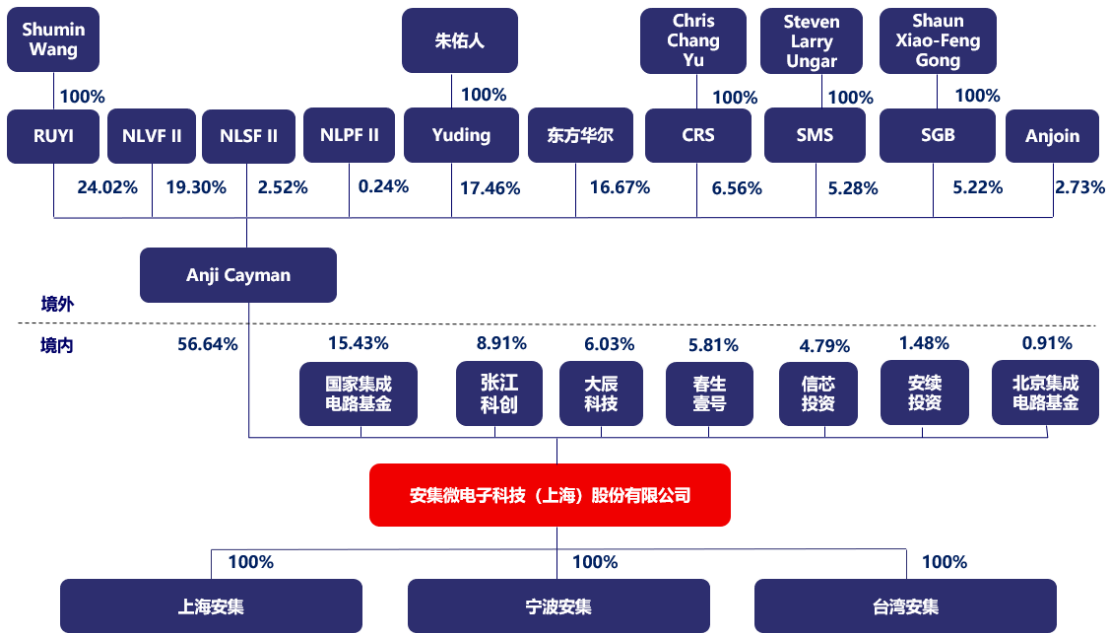 Shumin
Wang
朱佑人
Chris
Chang
Yu
Steven
Larry
Ungar
Shaun
Xiao-Feng
Gong
100%
100%
100%
100%
100%
RUYI
NLVF II
NLSF II
NLPF II
Yuding
东方华尔
CRS
SMS
SGB
Anjoin
24.02%
19.30%
2.52%
0.24%
17.46%
16.67%
6.56%
5.28%
5.22%
2.73%
Anji Cayman
境外
境内
56.64%
15.43%
8.91%
6.03%
5.81%
4.79%
1.48%
0.91%
国家集成
电路基金
张江
科创
大辰
科技
春生
壹号
信芯
投资
安续
投资
北京集成
电路基金
安集微电子科技（上海）股份有限公司
100%
100%
100%
上海安集
宁波安集
台湾安集